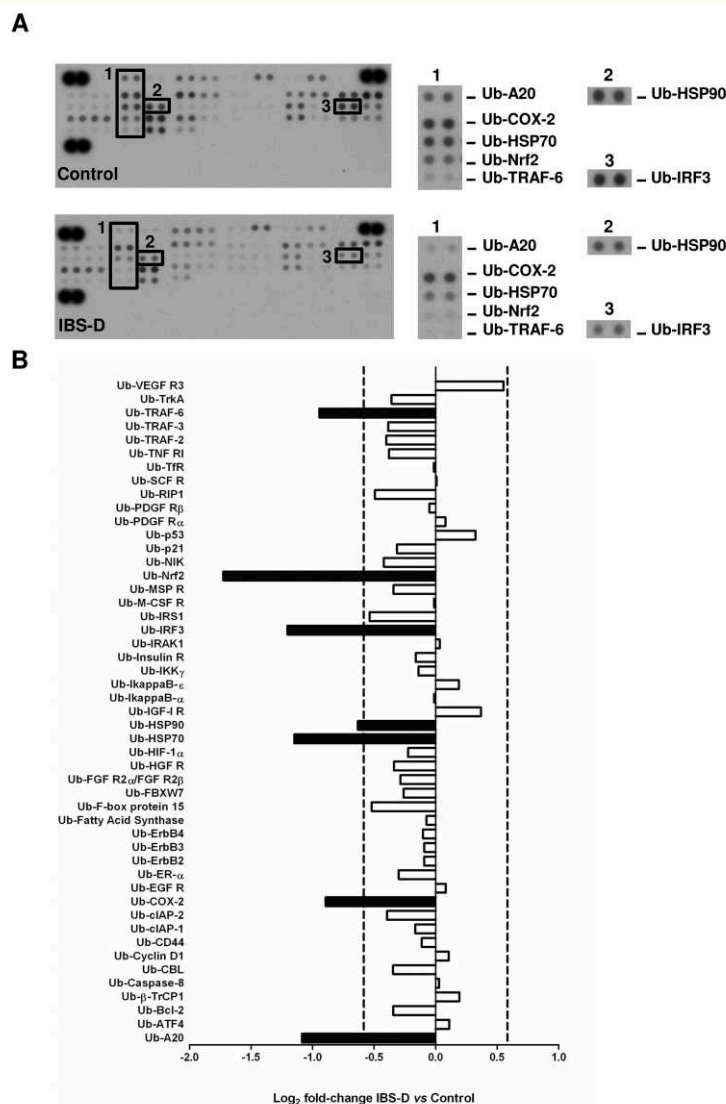 A
1
2
3
Control
1
Ub-A20
Ub-COX-2
Ub-HSP70
Ub-Nrf2
Ub-TRAF-6
2
Ub-HSP90
3
Ub-IRF3
1
2
3
IBS-D
1
Ub-A20
Ub-COX-2
Ub-HSP70
Ub-Nrf2
Ub-TRAF-6
2
Ub-HSP90
3
Ub-IRF3
B
Ub-VEGF R3
Ub-TrkA
Ub-TRAF-6
Ub-TRAF-3
Ub-TRAF-2
Ub-TNF RI
Ub-TfR
Ub-SCF R
Ub-RIP1
Ub-PDGF Rβ
Ub-PDGF Rα
Ub-p53
Ub-p21
Ub-NIK
Ub-Nrf2
Ub-MSP R
Ub-M-CSF R
Ub-IRS1
Ub-IRF3
Ub-IRAK1
Ub-Insulin R
Ub-IKKγ
Ub-IkappaB-ε
Ub-IkappaB-α
Ub-IGF-I R
Ub-HSP90
Ub-HSP70
Ub-HIF-1α
Ub-HGF R
Ub-FGF R2α/FGF R2β
Ub-FBXW7
Ub-F-box protein 15
Ub-Fatty Acid Synthase
Ub-ErbB4
Ub-ErbB3
Ub-ErbB2
Ub-ER-α
Ub-EGF R
Ub-COX-2
Ub-cIAP-2
Ub-cIAP-1
Ub-CD44
Ub-Cyclin D1
Ub-CBL
Ub-Caspase-8
Ub-β-TrCP1
Ub-Bcl-2
Ub-ATF4
Ub-A20
-2.0 -1.5 -1.0 -0.5 0.0 0.5 1.0
Log₂ fold-change IBS-D vs Control